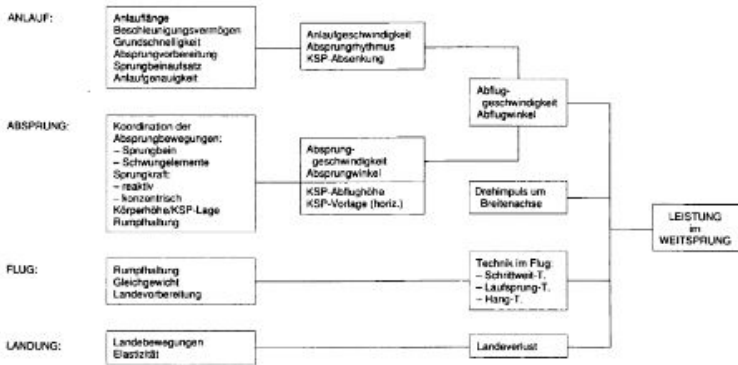 ANLAUF:
Anlauflänge
Beschleunigungsvermögen
Grundschnelligkeit
Absprungvorbereitung
Sprungbeinaufsatz
Anlaufgenauigkeit
Anlaufgeschwindigkeit
Absprungrhythmus
KSP-Absenkung
Abflug-
geschwindigkeit
Abflugwinkel
ABSPRUNG:
Koordination der
Absprungbewegungen:
– Sprungbein
– Schwungelemente
Sprungkraft:
– reaktiv
– konzentrisch
Körperhöhe/KSP-Lage
Rumpfhaltung
Absprung-
geschwindigkeit
Absprungwinkel
KSP-Abflughöhe
KSP-Vorlage (horiz.)
Drehimpuls um
Breitenachse
LEISTUNG
im
WEITSPRUNG
FLUG:
Rumpfhaltung
Gleichgewicht
Landevorbereitung
Technik im Flug:
– Schrittweit-T.
– Laufsprung-T.
– Hang-T.
LANDUNG:
Landebewegungen
Elastizität
Landeverlust